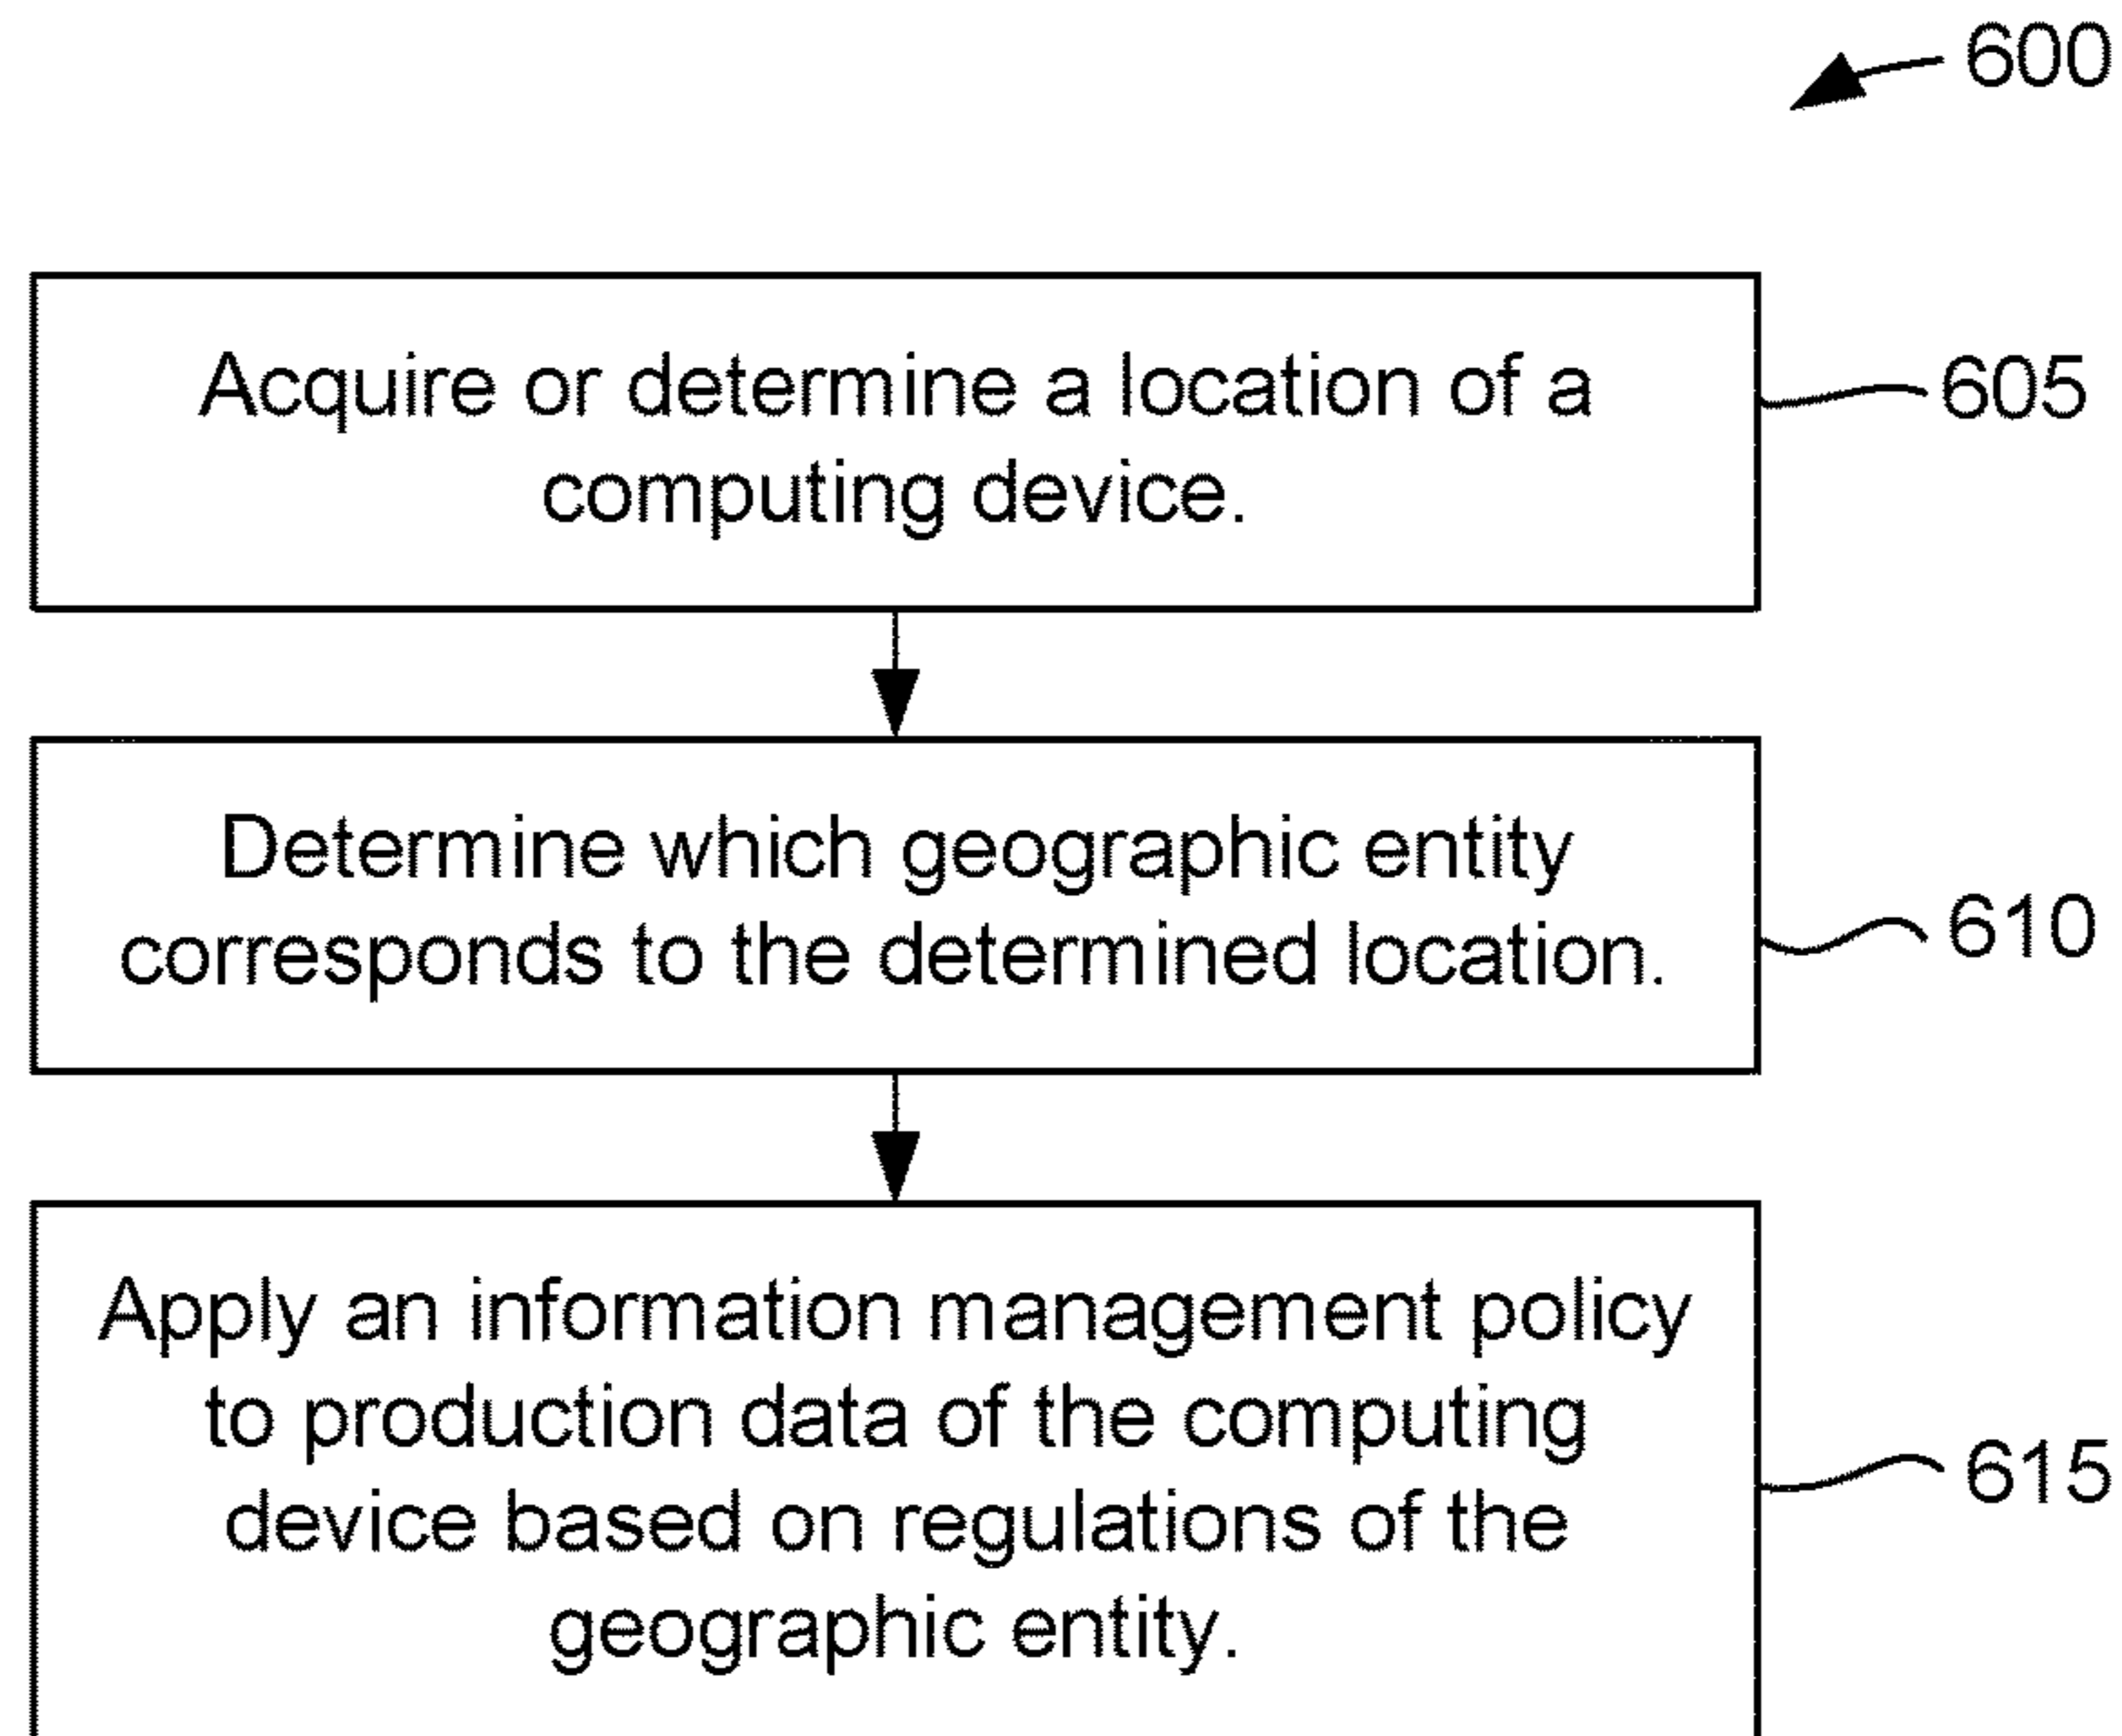 600
Acquire or determine a location of a
computing device.
605
Determine which geographic entity
corresponds to the determined location.
610
Apply an information management policy
to production data of the computing
device based on regulations of the
geographic entity.
615